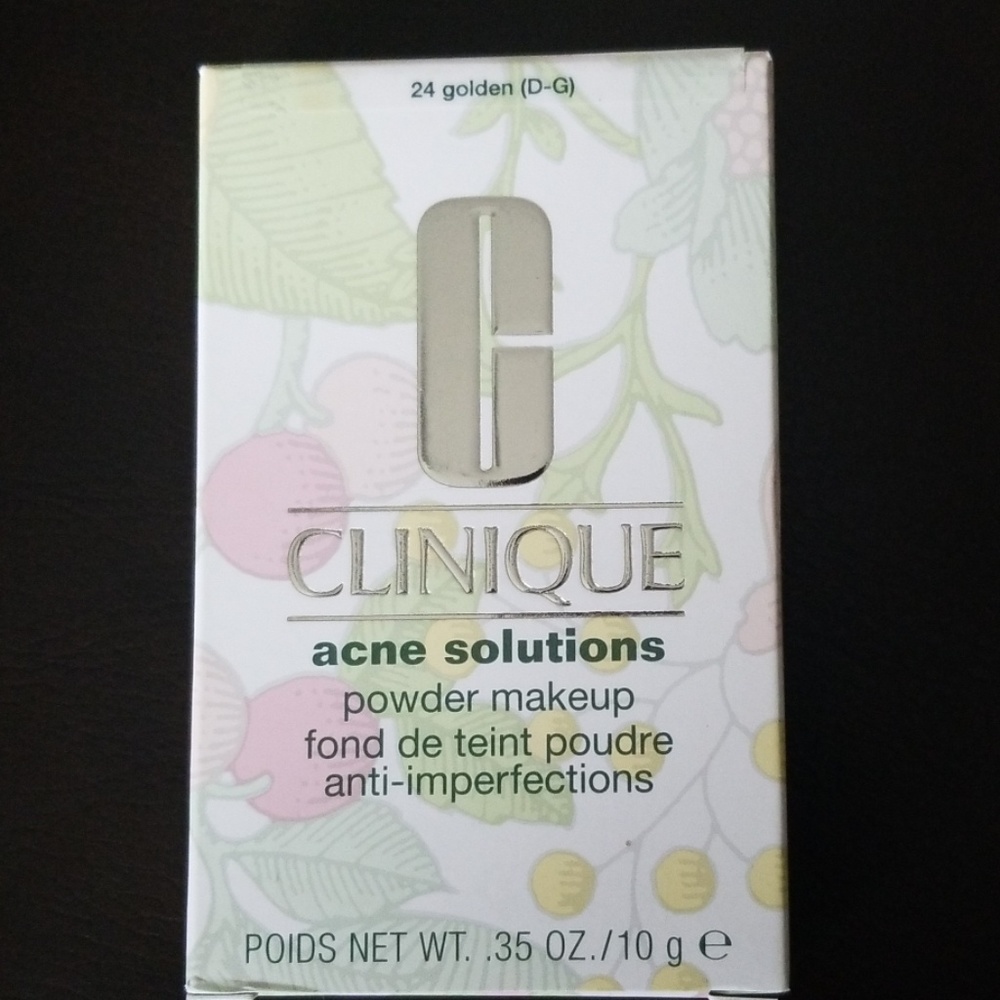 24 golden (D-G)
C
CLINIQUE
acne solutions
powder makeup
fond de teint poudre
anti-imperfections
POIDS NET WT. .35 OZ./10 g ℮